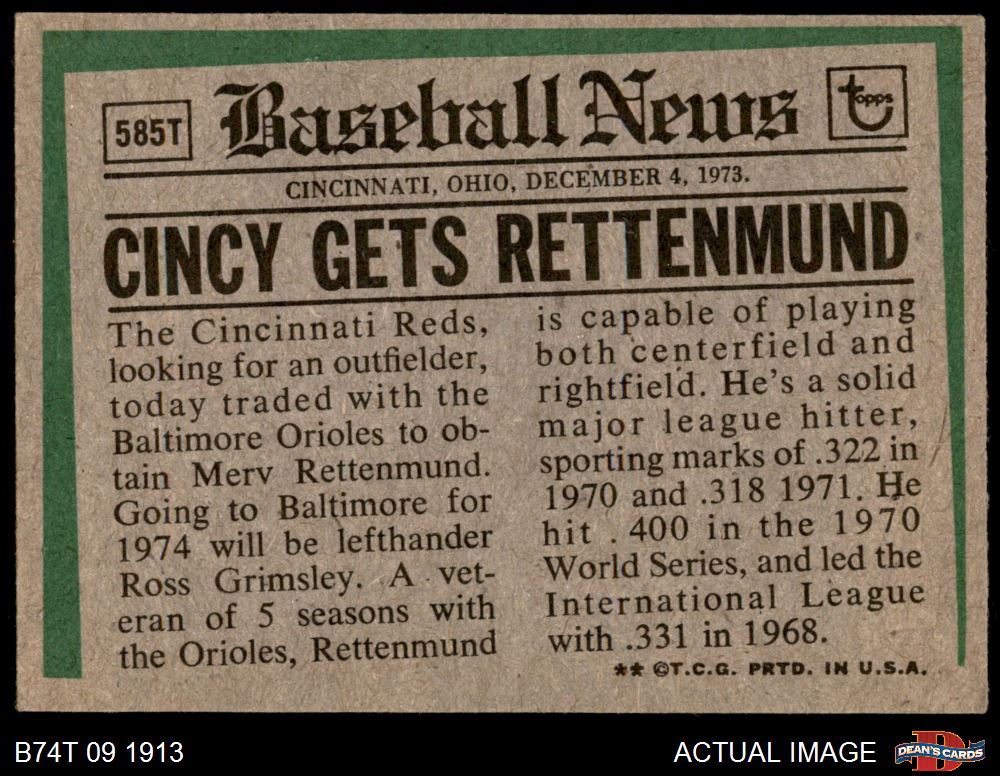 585T
Baseball News
topps
CINCINNATI, OHIO, DECEMBER 4, 1973.
CINCY GETS RETTENMUND
The Cincinnati Reds,
looking for an outfielder,
today traded with the
Baltimore Orioles to ob-
tain Merv Rettenmund.
Going to Baltimore for
1974 will be lefthander
Ross Grimsley. A vet-
eran of 5 seasons with
the Orioles, Rettenmund
is capable of playing
both centerfield and
rightfield. He's a solid
major league hitter,
sporting marks of .322 in
1970 and .318 1971. He
hit .400 in the 1970
World Series, and led the
International League
with .331 in 1968.
** ©T.C.G. PRTD. IN U.S.A.
B74T 09 1913
ACTUAL IMAGE
DEAN'S CARDS